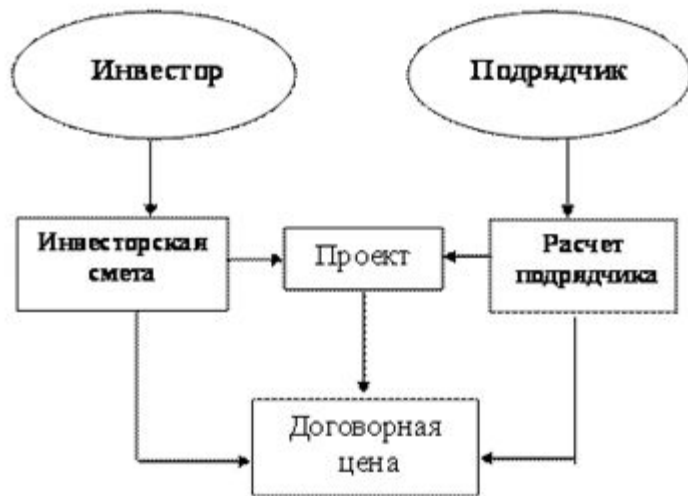 Инвестор
Подрядчик
Инвесторская
смета
Проект
Расчет
подрядчика
Договорная
цена